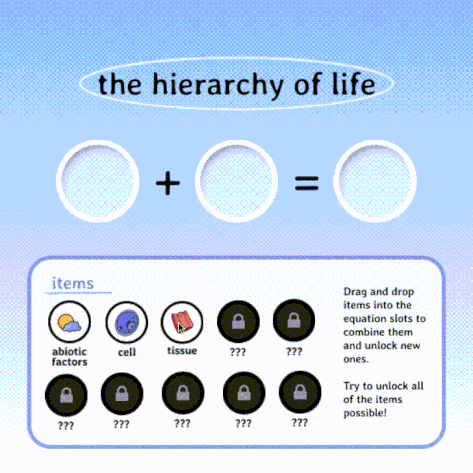 the hierarchy of life
+
=
items
abiotic
factors
cell
tissue
???
???
???
???
???
???
???
Drag and drop
items into the
equation slots to
combine them
and unlock new
ones.
Try to unlock all
of the items
possible!